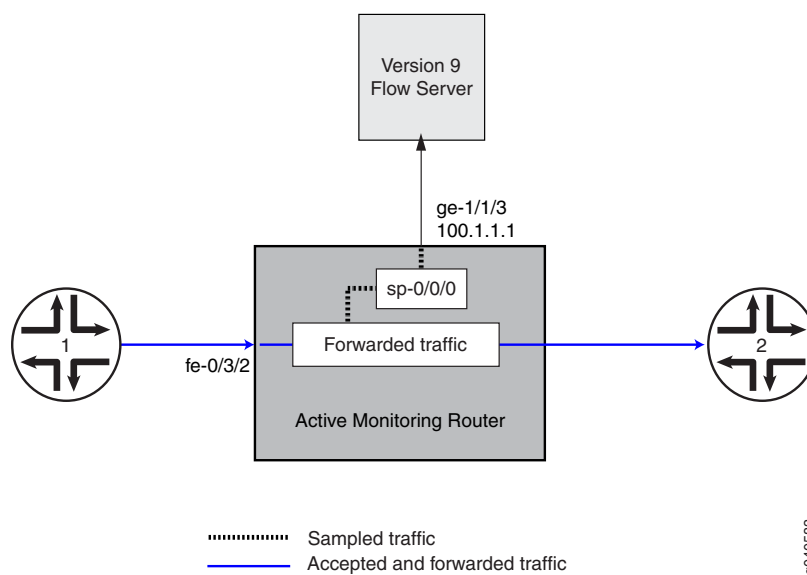 Version 9
Flow Server
ge-1/1/3
100.1.1.1
sp-0/0/0
1
fe-0/3/2
Forwarded traffic
2
Active Monitoring Router
Sampled traffic
Accepted and forwarded traffic